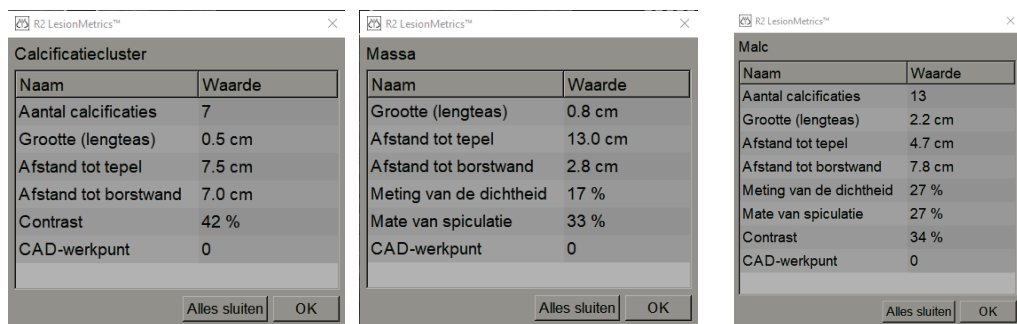 R2 LesionMetrics™
Calcificatiecluster
Naam Waarde
Aantal calcificaties 7
Grootte (lengteas) 0.5 cm
Afstand tot tepel 7.5 cm
Afstand tot borstwand 7.0 cm
Contrast 42 %
CAD-werkpunt 0
Alles sluiten OK
R2 LesionMetrics™
Massa
Naam Waarde
Grootte (lengteas) 0.8 cm
Afstand tot tepel 13.0 cm
Afstand tot borstwand 2.8 cm
Meting van de dichtheid 17 %
Mate van spiculatie 33 %
CAD-werkpunt 0
Alles sluiten OK
R2 LesionMetrics™
Malc
Naam Waarde
Aantal calcificaties 13
Grootte (lengteas) 2.2 cm
Afstand tot tepel 4.7 cm
Afstand tot borstwand 7.8 cm
Meting van de dichtheid 27 %
Mate van spiculatie 27 %
Contrast 34 %
CAD-werkpunt 0
Alles sluiten OK